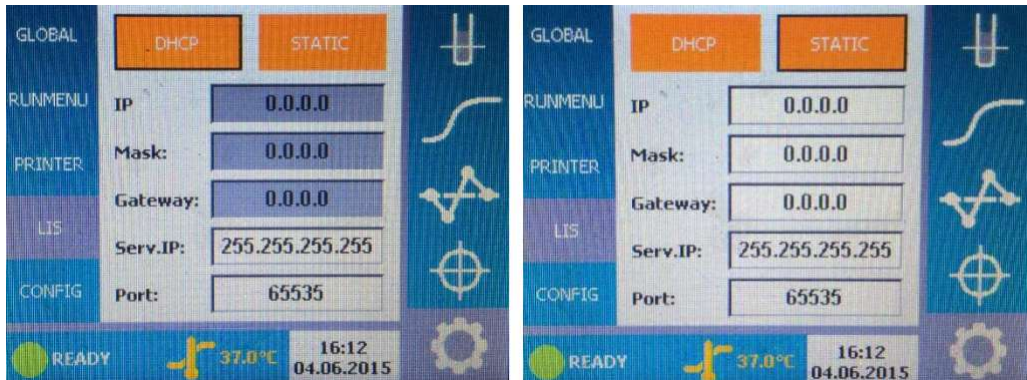 GLOBAL
RUNMENU
PRINTER
LIS
CONFIG
DHCP STATIC
IP 0.0.0.0
Mask: 0.0.0.0
Gateway: 0.0.0.0
Serv.IP: 255.255.255.255
Port: 65535
READY 37.0°C 16:12
04.06.2015
GLOBAL
RUNMENU
PRINTER
LIS
CONFIG
DHCP STATIC
IP 0.0.0.0
Mask: 0.0.0.0
Gateway: 0.0.0.0
Serv.IP: 255.255.255.255
Port: 65535
READY 37.0°C 16:12
04.06.2015